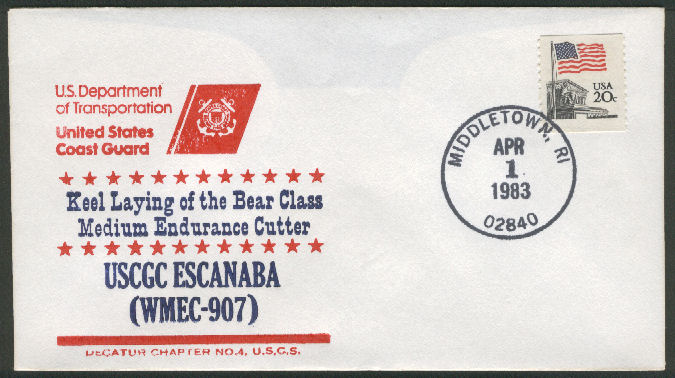 U.S. Department
of Transportation
United States
Coast Guard
Keel Laying of the Bear Class
Medium Endurance Cutter
USCGC ESCANABA
(WMEC-907)
DECATUR CHAPTER NO.4, U.S.C.S.
USA
20c
MIDDLETOWN, RI
APR
1
1983
02840